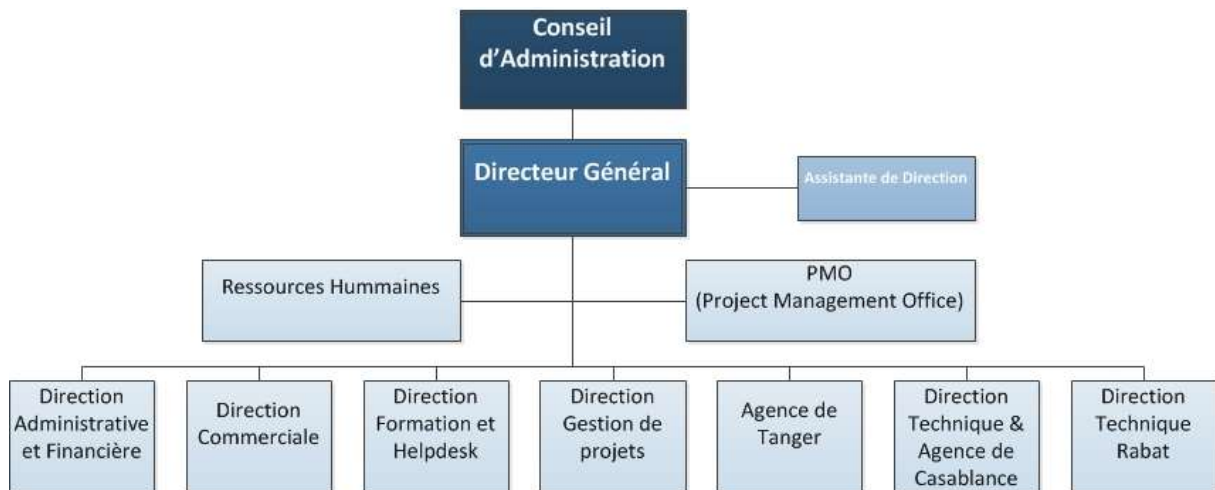 Conseil
d'Administration
Directeur Général
Assistante de Direction
Ressources Hummaines
PMO
(Project Management Office)
Direction
Administrative
et Financière
Direction
Commerciale
Direction
Formation et
Helpdesk
Direction
Gestion de
projets
Agence de
Tanger
Direction
Technique &
Agence de
Casablance
Direction
Technique
Rabat